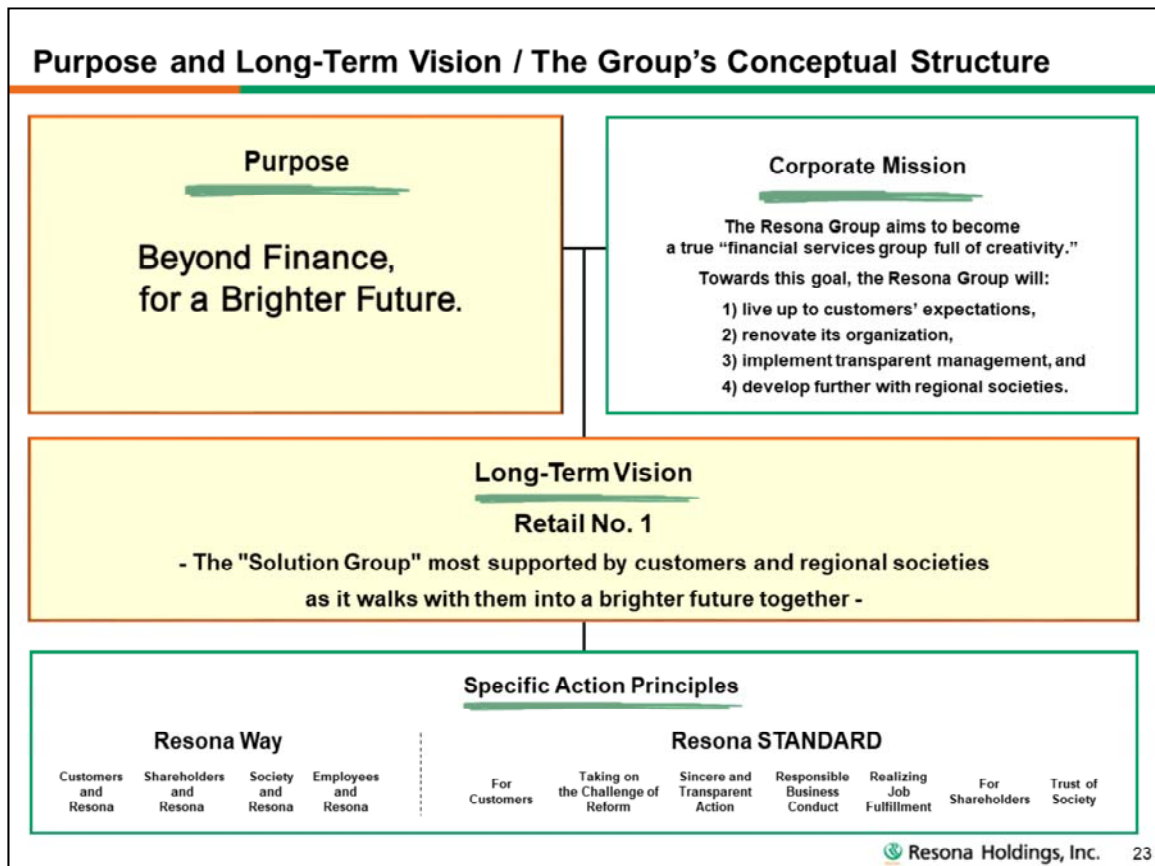 Purpose and Long-Term Vision / The Group's Conceptual Structure
Purpose
Beyond Finance,
for a Brighter Future.
Corporate Mission
The Resona Group aims to become
a true “financial services group full of creativity.”
Towards this goal, the Resona Group will:
1) live up to customers’ expectations,
2) renovate its organization,
3) implement transparent management, and
4) develop further with regional societies.
Long-Term Vision
Retail No. 1
- The "Solution Group" most supported by customers and regional societies
as it walks with them into a brighter future together -
Specific Action Principles
Resona Way
Customers
and
Resona
Shareholders
and
Resona
Society
and
Resona
Employees
and
Resona
Resona STANDARD
For
Customers
Taking on
the Challenge of
Reform
Sincere and
Transparent
Action
Responsible
Business
Conduct
Realizing
Job
Fulfillment
For
Shareholders
Trust of
Society
Resona Holdings, Inc.
23